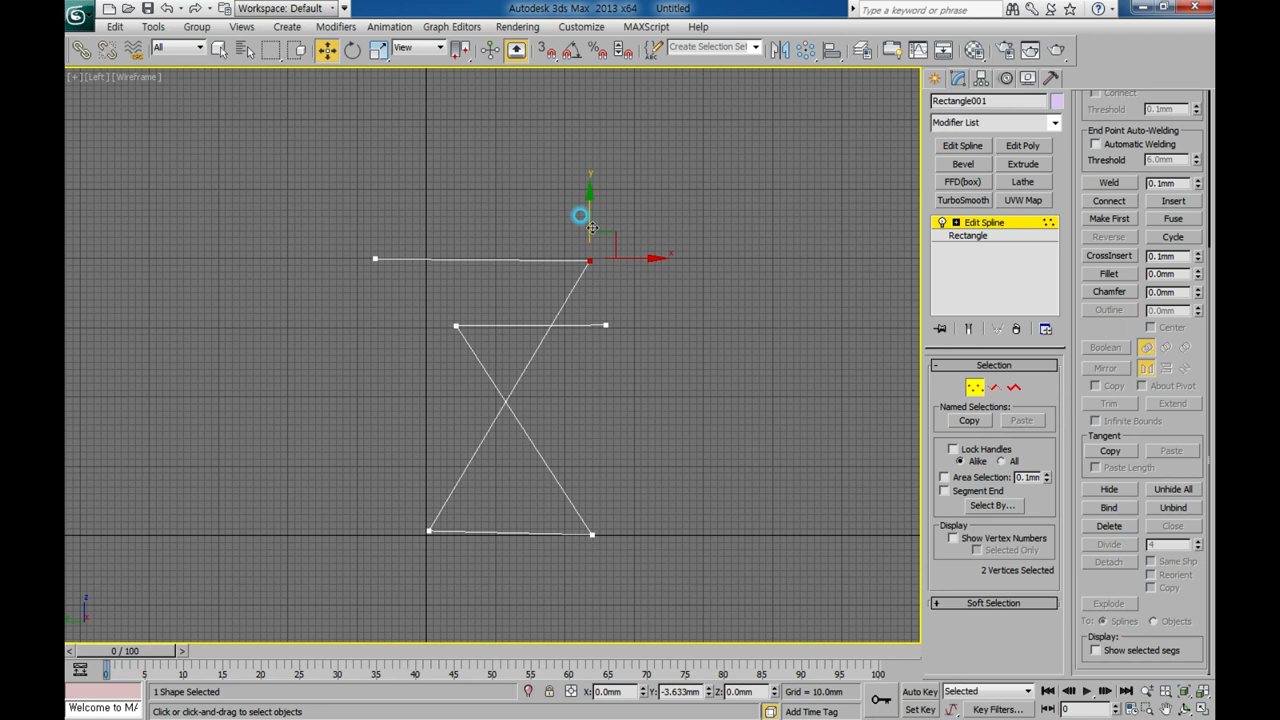 Workspace: Default
Autodesk 3ds Max 2013 x64 Untitled
Type a keyword or phrase
Edit Tools Group Views Create Modifiers Animation Graph Editors Rendering Customize MAXScript Help
All View Create Selection Set
[ + ] [ Left ] [ Wireframe ]
Rectangle001
Modifier List
Edit Spline Edit Poly
Bevel Extrude
FFD(box) Lathe
TurboSmooth UVW Map
Edit Spline
Rectangle
- Selection
Named Selections:
Copy Paste
Lock Handles
Alike All
Area Selection: 0.1mm
Segment End
Select By...
Display
Show Vertex Numbers
Selected Only
2 Vertices Selected
+ Soft Selection
Connect
Threshold 0.1mm
End Point Auto-Welding
Automatic Welding
Threshold 6.0mm
Weld 0.1mm
Connect Insert
Make First Fuse
Reverse Cycle
CrossInsert 0.1mm
Fillet 0.0mm
Chamfer 0.0mm
Outline 0.0mm
Center
Boolean
Mirror
Copy About Pivot
Trim Extend
Infinite Bounds
Tangent
Copy Paste
Paste Length
Hide Unhide All
Bind Unbind
Delete Close
Divide 4
Detach Same Shp
Reorient
Copy
Explode
To: Splines Objects
Display:
Show selected segs
y
x
z
x
< 0 / 100 >
0 5 10 15 20 25 30 35 40 45 50 55 60 65 70 75 80 85 90 95 100
1 Shape Selected X: 0.0mm Y: -3.633mm Z: 0.0mm Grid = 10.0mm Auto Key Selected
Welcome to MA Click or click-and-drag to select objects Add Time Tag Set Key Key Filters... 0